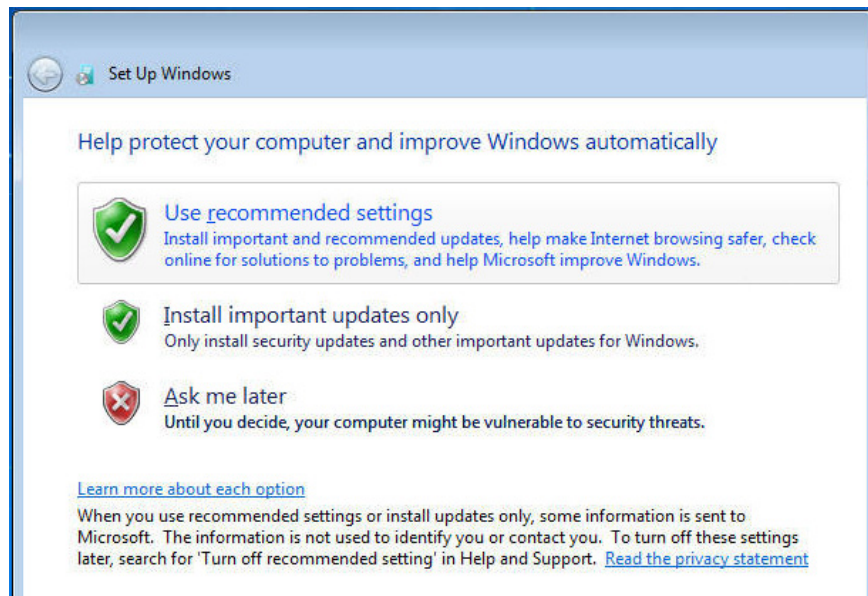 Set Up Windows
Help protect your computer and improve Windows automatically
Use recommended settings
Install important and recommended updates, help make Internet browsing safer, check
online for solutions to problems, and help Microsoft improve Windows.
Install important updates only
Only install security updates and other important updates for Windows.
Ask me later
Until you decide, your computer might be vulnerable to security threats.
Learn more about each option
When you use recommended settings or install updates only, some information is sent to
Microsoft. The information is not used to identify you or contact you. To turn off these settings
later, search for 'Turn off recommended setting' in Help and Support. Read the privacy statement